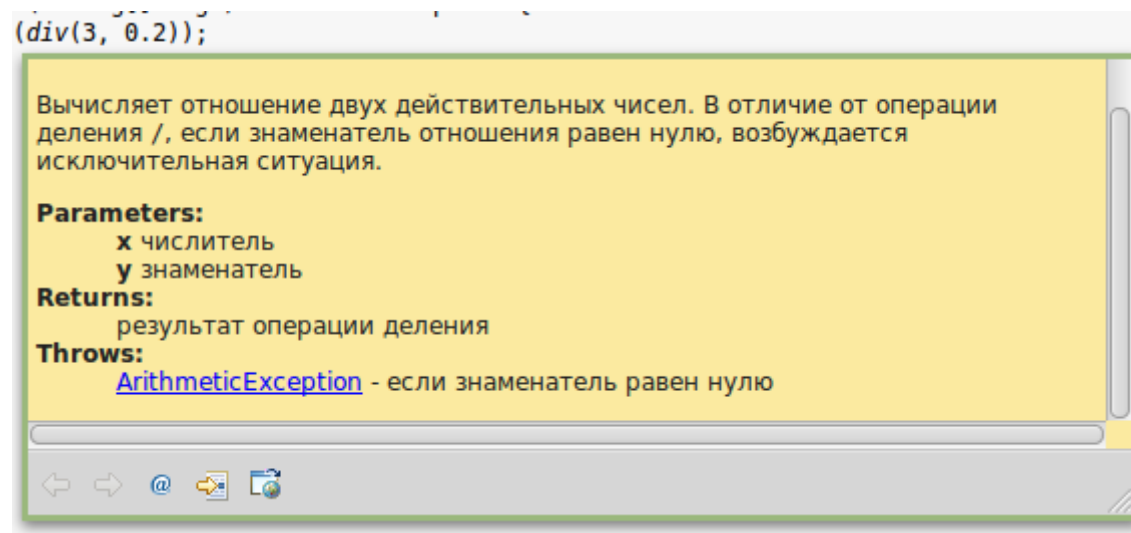 (div(3, 0.2));
Вычисляет отношение двух действительных чисел. В отличие от операции
деления /, если знаменатель отношения равен нулю, возбуждается
исключительная ситуация.
Parameters:
x числитель
y знаменатель
Returns:
результат операции деления
Throws:
ArithmeticException - если знаменатель равен нулю
@